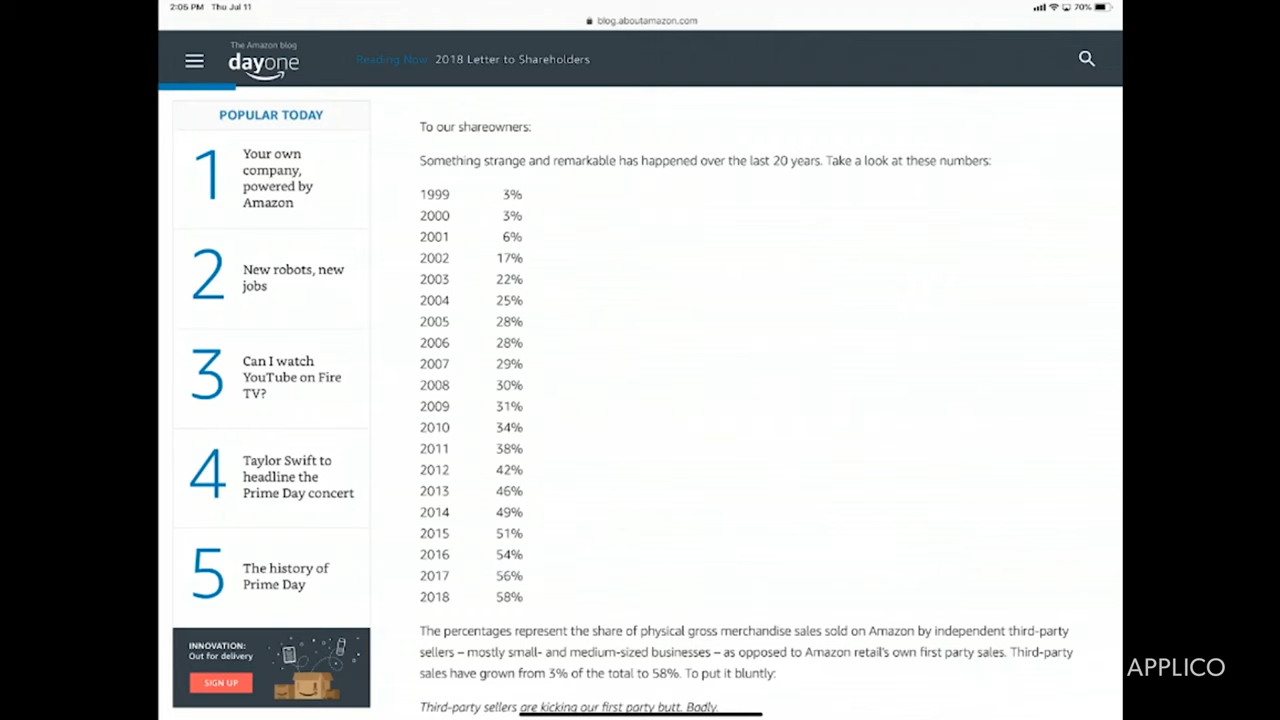 2:05 PM Thu Jul 11
70%
blog.aboutamazon.com
The Amazon blog
dayone
Reading Now 2018 Letter to Shareholders
POPULAR TODAY
1
Your own
company,
powered by
Amazon
2
New robots, new
jobs
3
Can I watch
YouTube on Fire
TV?
4
Taylor Swift to
headline the
Prime Day concert
5
The history of
Prime Day
INNOVATION:
Out for delivery
SIGN UP
To our shareowners:
Something strange and remarkable has happened over the last 20 years. Take a look at these numbers:
1999 3%
2000 3%
2001 6%
2002 17%
2003 22%
2004 25%
2005 28%
2006 28%
2007 29%
2008 30%
2009 31%
2010 34%
2011 38%
2012 42%
2013 46%
2014 49%
2015 51%
2016 54%
2017 56%
2018 58%
The percentages represent the share of physical gross merchandise sales sold on Amazon by independent third-party
sellers – mostly small- and medium-sized businesses – as opposed to Amazon retail's own first party sales. Third-party
sales have grown from 3% of the total to 58%. To put it bluntly:
Third-party sellers are kicking our first party butt. Badly.
APPLICO